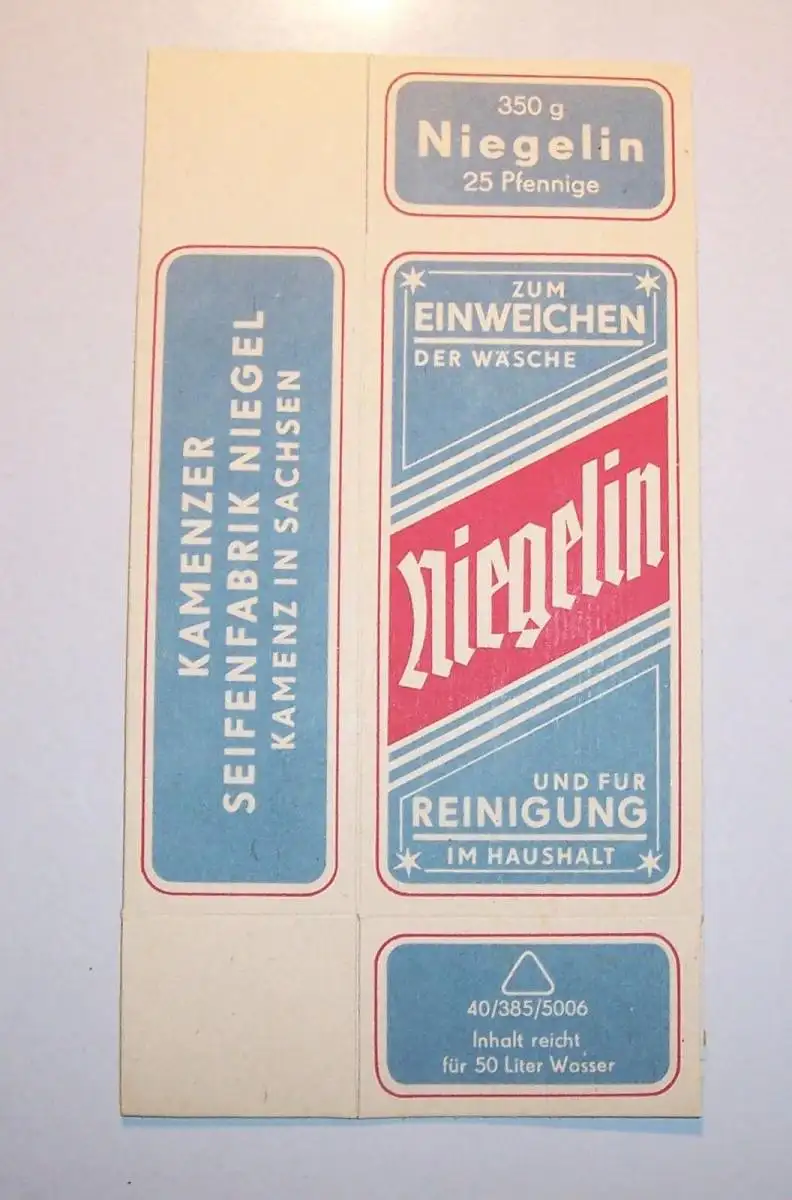 350 g
Niegelin
25 Pfennige
KAMENZER
SEIFENFABRIK NIEGEL
KAMENZ IN SACHSEN
ZUM
EINWEICHEN
DER WÄSCHE
Niegelin
UND FUR
REINIGUNG
IM HAUSHALT
40/385/5006
Inhalt reicht
für 50 Liter Wasser